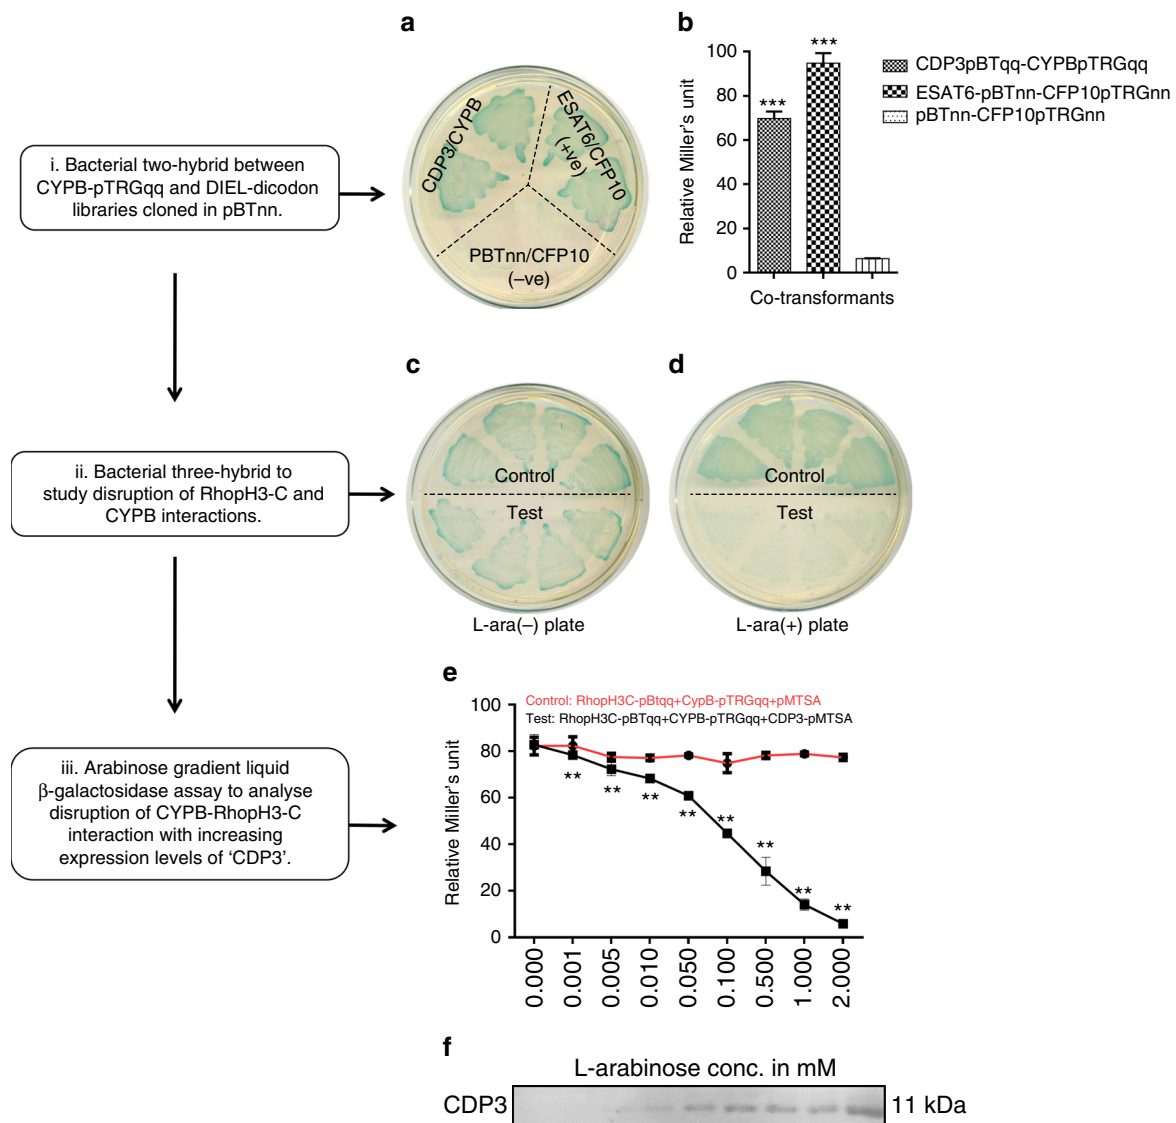 a
CDP3/CYPB
ESAT6/CFP10
(+ve)
PBTnn/CFP10
(–ve)
b
100
80
60
40
20
0
Relative Miller's unit
***
***
Co-transformants
CDP3pBTqq-CYPBpTRGqq
ESAT6-pBTnn-CFP10pTRGnn
pBTnn-CFP10pTRGnn
i. Bacterial two-hybrid between
CYPB-pTRGqq and DIEL-dicodon
libraries cloned in pBTnn.
c
Control
Test
L-ara(–) plate
d
Control
Test
L-ara(+) plate
ii. Bacterial three-hybrid to
study disruption of RhopH3-C and
CYPB interactions.
e
Control: RhopH3C-pBtqq+CypB-pTRGqq+pMTSA
Test: RhopH3C-pBTqq+CYPB-pTRGqq+CDP3-pMTSA
100
80
60
40
20
0
Relative Miller's unit
**
**
**
**
**
**
**
**
0.000
0.001
0.005
0.010
0.050
0.100
0.500
1.000
2.000
iii. Arabinose gradient liquid
β-galactosidase assay to analyse
disruption of CYPB-RhopH3-C
interaction with increasing
expression levels of ‘CDP3’.
f
L-arabinose conc. in mM
CDP3
11 kDa